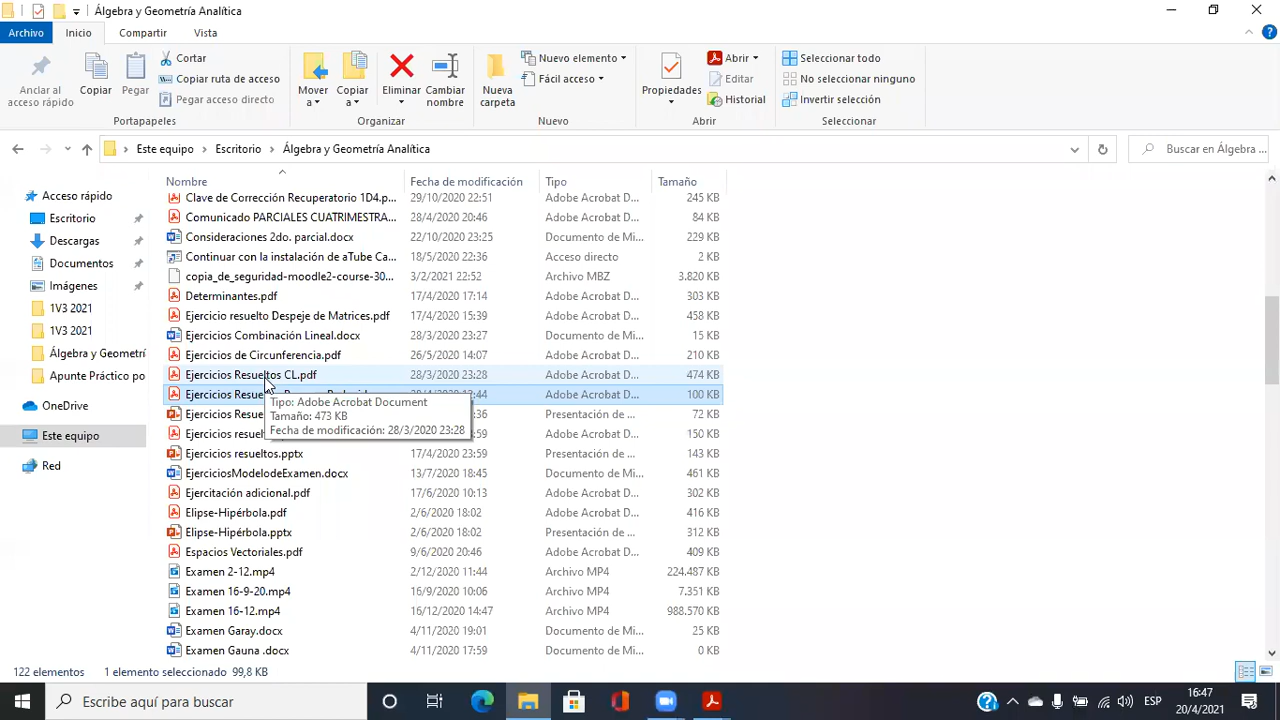 Álgebra y Geometría Analítica
Archivo Inicio Compartir Vista
Anclar al acceso rápido
Copiar
Pegar
Cortar
Copiar ruta de acceso
Pegar acceso directo
Portapapeles
Mover a
Copiar a
Eliminar
Cambiar nombre
Organizar
Nueva carpeta
Nuevo elemento
Fácil acceso
Nuevo
Propiedades
Abrir
Editar
Historial
Abrir
Seleccionar todo
No seleccionar ninguno
Invertir selección
Seleccionar
Este equipo > Escritorio > Álgebra y Geometría Analítica
Buscar en Álgebra ...
Acceso rápido
Escritorio
Descargas
Documentos
Imágenes
1V3 2021
1V3 2021
Álgebra y Geometrí
Apunte Práctico po
OneDrive
Este equipo
Red
Nombre Fecha de modificación Tipo Tamaño
Clave de Corrección Recuperatorio 1D4.p... 29/10/2020 22:51 Adobe Acrobat D... 245 KB
Comunicado PARCIALES CUATRIMESTRA... 28/4/2020 20:46 Adobe Acrobat D... 84 KB
Consideraciones 2do. parcial.docx 22/10/2020 23:25 Documento de Mi... 229 KB
Continuar con la instalación de aTube Ca... 18/5/2020 22:36 Acceso directo 2 KB
copia_de_seguridad-moodle2-course-30... 3/2/2021 22:52 Archivo MBZ 3.820 KB
Determinantes.pdf 17/4/2020 17:14 Adobe Acrobat D... 303 KB
Ejercicio resuelto Despeje de Matrices.pdf 17/4/2020 15:39 Adobe Acrobat D... 458 KB
Ejercicios Combinación Lineal.docx 28/3/2020 23:27 Documento de Mi... 15 KB
Ejercicios de Circunferencia.pdf 26/5/2020 14:07 Adobe Acrobat D... 210 KB
Ejercicios Resueltos CL.pdf 28/3/2020 23:28 Adobe Acrobat D... 474 KB
Ejercicios Resue :44 Adobe Acrobat D... 100 KB
Ejercicios Resue :36 Presentación de ... 72 KB
Ejercicios resuel :59 Adobe Acrobat D... 150 KB
Tipo: Adobe Acrobat Document
Tamaño: 473 KB
Fecha de modificación: 28/3/2020 23:28
Ejercicios resueltos.pptx 17/4/2020 23:59 Presentación de ... 143 KB
EjerciciosModelodeExamen.docx 13/7/2020 18:45 Documento de Mi... 461 KB
Ejercitación adicional.pdf 17/6/2020 10:13 Adobe Acrobat D... 302 KB
Elipse-Hipérbola.pdf 2/6/2020 18:02 Adobe Acrobat D... 416 KB
Elipse-Hipérbola.pptx 2/6/2020 18:02 Presentación de ... 312 KB
Espacios Vectoriales.pdf 9/6/2020 20:46 Adobe Acrobat D... 409 KB
Examen 2-12.mp4 2/12/2020 11:44 Archivo MP4 224.487 KB
Examen 16-9-20.mp4 16/9/2020 10:06 Archivo MP4 7.351 KB
Examen 16-12.mp4 16/12/2020 14:47 Archivo MP4 988.570 KB
Examen Garay.docx 4/11/2020 19:01 Documento de Mi... 25 KB
Examen Gauna .docx 4/11/2020 17:59 Documento de Mi... 0 KB
122 elementos 1 elemento seleccionado 99,8 KB
Escribe aquí para buscar
ESP
16:47
20/4/2021